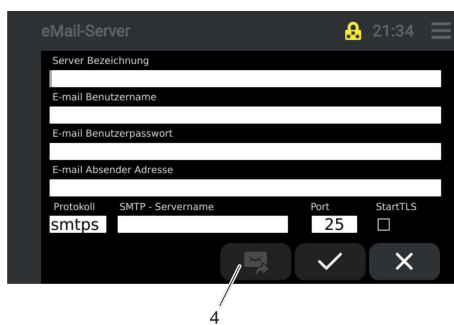 eMail-Server 21:34
Server Bezeichnung
E-mail Benutzername
E-mail Benutzerpasswort
E-mail Absender Adresse
Protokoll SMTP - Servername Port StartTLS
smtps 25
4